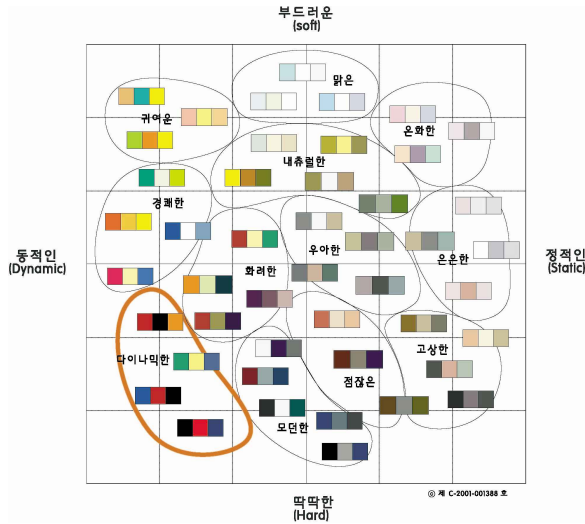 부드러운
(soft)
맑은
귀여운
온화한
내츄럴한
경쾌한
동적인
(Dynamic)
우아한
은은한
정적인
(Static)
화려한
다이나믹한
고상한
점잖은
모던한
ⓒ 제 C-2001-001388 호
딱딱한
(Hard)